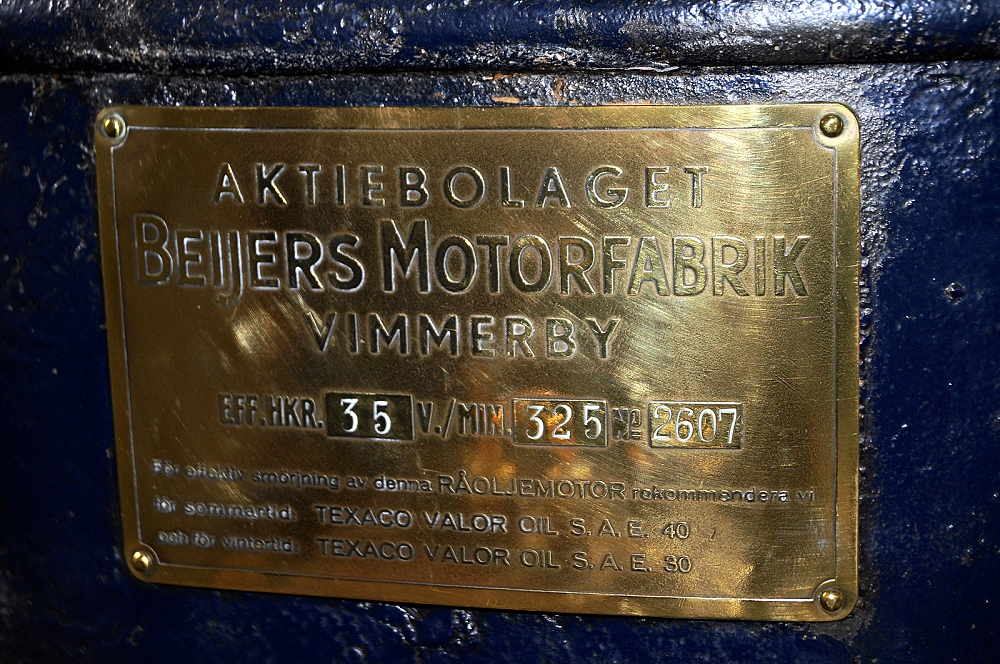 AKTIEBOLAGET
BEIJERS MOTORFABRIK
VIMMERBY
EFF.HKR. 35 V./MIN. 325 No 2607
För effektiv smörjning av denna RÅOLJEMOTOR rekommendera vi
för sommartid: TEXACO VALOR OIL S.A.E. 40
och för vintertid: TEXACO VALOR OIL S.A.E. 30